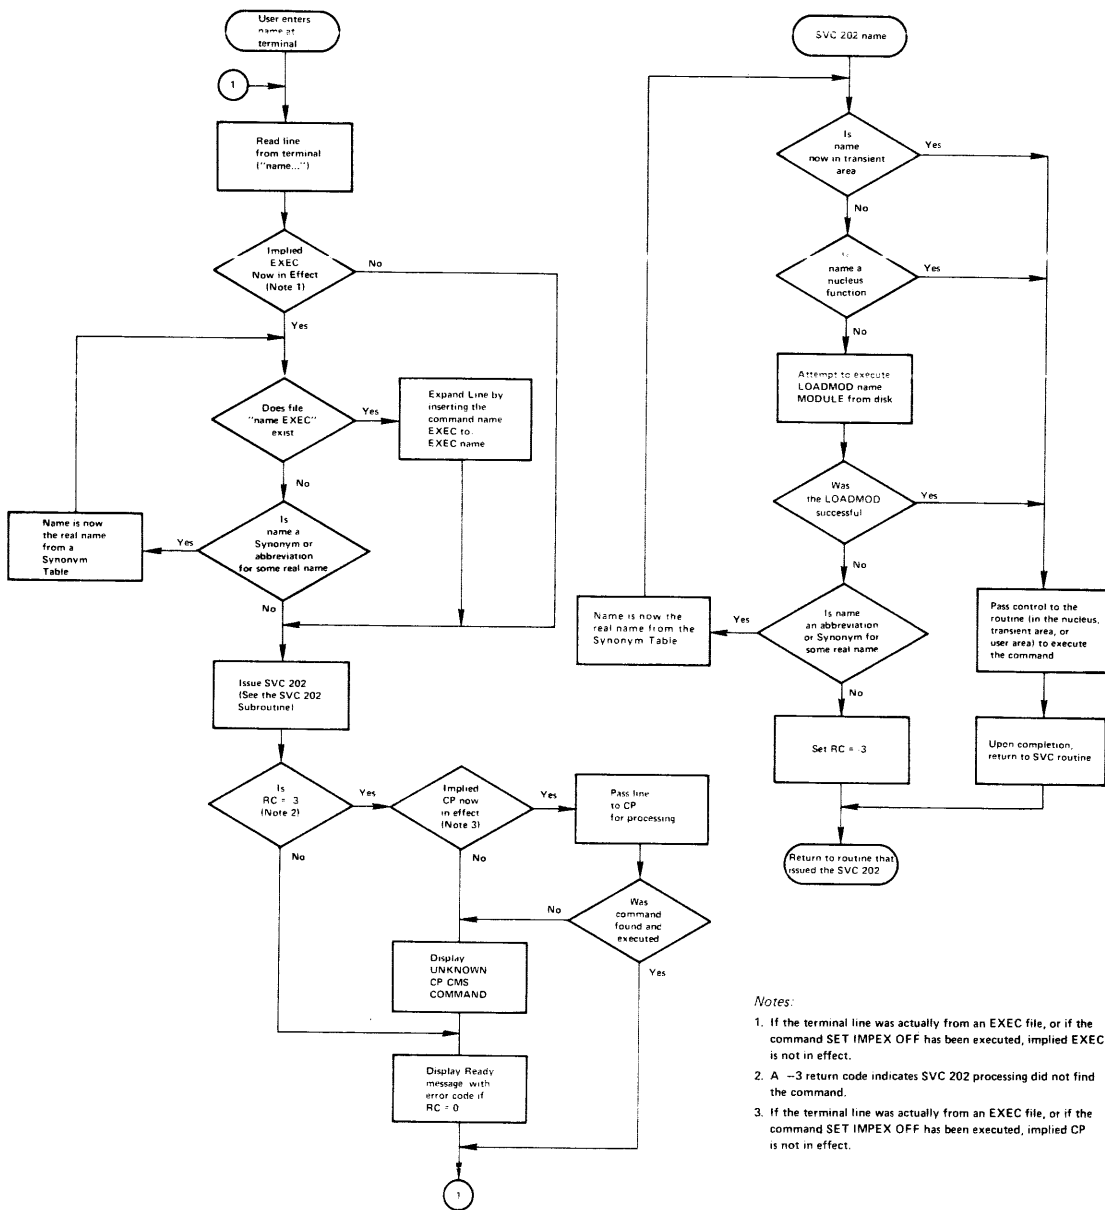 User enters
name at
terminal
1
Read line
from terminal
("name...")
Implied
EXEC
Now in Effect
(Note 1)
No
Yes
Does file
"name EXEC"
exist
Yes
Expand Line by
inserting the
command name
EXEC to-
EXEC name
No
Is
name a
Synonym or
abbreviation
for some real name
Yes
Name is now
the real name
from a
Synonym
Table
No
Issue SVC 202
(See the SVC 202
Subroutine)
Is
RC = 3
(Note 2)
Yes
Implied
CP now
in effect
(Note 3)
Yes
Pass line
to CP
for processing
No
No
Was
command
found and
executed
No
Yes
Display
UNKNOWN
CP CMS
COMMAND
Display Ready
message with
error code if
RC = 0
1
SVC 202 name
Is
name
now in transient
area
Yes
No
Is
name a
nucleus
function
Yes
No
Attempt to execute
LOADMOD name
MODULE from disk
Was
the LOADMOD
successful
Yes
No
Is name
an abbreviation
or Synonym for
some real name
Yes
Name is now the
real name from the
Synonym Table
No
Set RC = -3
Pass control to the
routine (in the nucleus,
transient area, or
user area) to execute
the command
Upon completion,
return to SVC routine
Return to routine that
issued the SVC 202
Notes:
1. If the terminal line was actually from an EXEC file, or if the
command SET IMPEX OFF has been executed, implied EXEC
is not in effect.
2. A --3 return code indicates SVC 202 processing did not find
the command.
3. If the terminal line was actually from an EXEC file, or if the
command SET IMPEX OFF has been executed, implied CP
is not in effect.